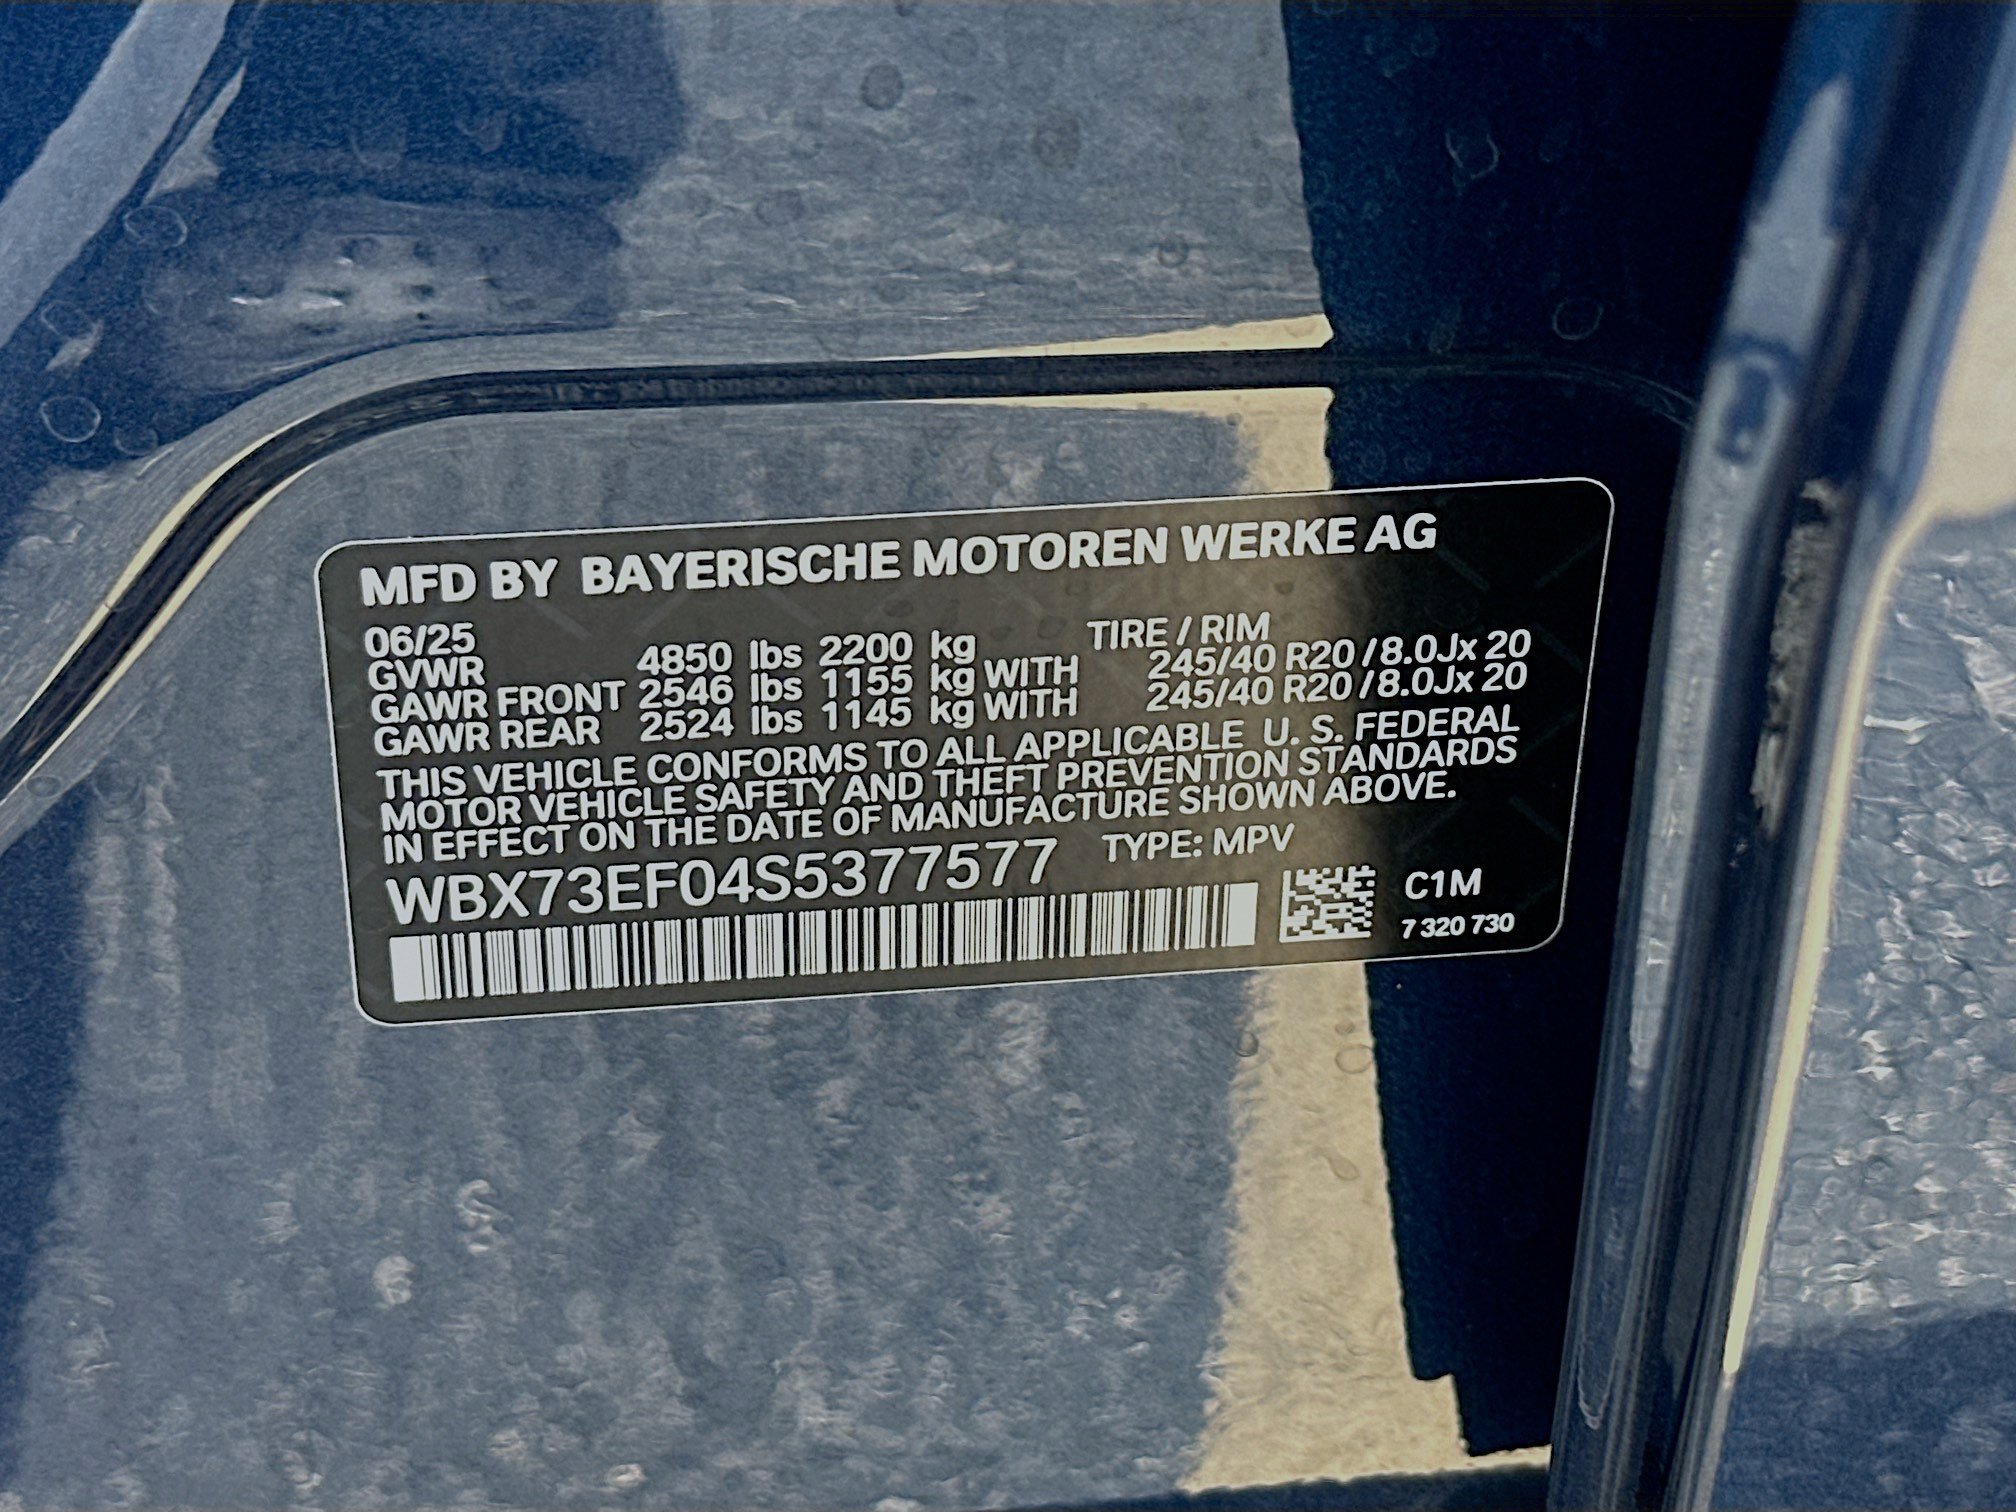 MFD BY BAYERISCHE MOTOREN WERKE AG
06/25 TIRE / RIM
GVWR 4850 lbs 2200 kg
GAWR FRONT 2546 lbs 1155 kg WITH 245/40 R20 / 8.0Jx 20
GAWR REAR 2524 lbs 1145 kg WITH 245/40 R20 / 8.0Jx 20
THIS VEHICLE CONFORMS TO ALL APPLICABLE U. S. FEDERAL
MOTOR VEHICLE SAFETY AND THEFT PREVENTION STANDARDS
IN EFFECT ON THE DATE OF MANUFACTURE SHOWN ABOVE.
WBX73EF04S5377577 TYPE: MPV
C1M
7 320 730